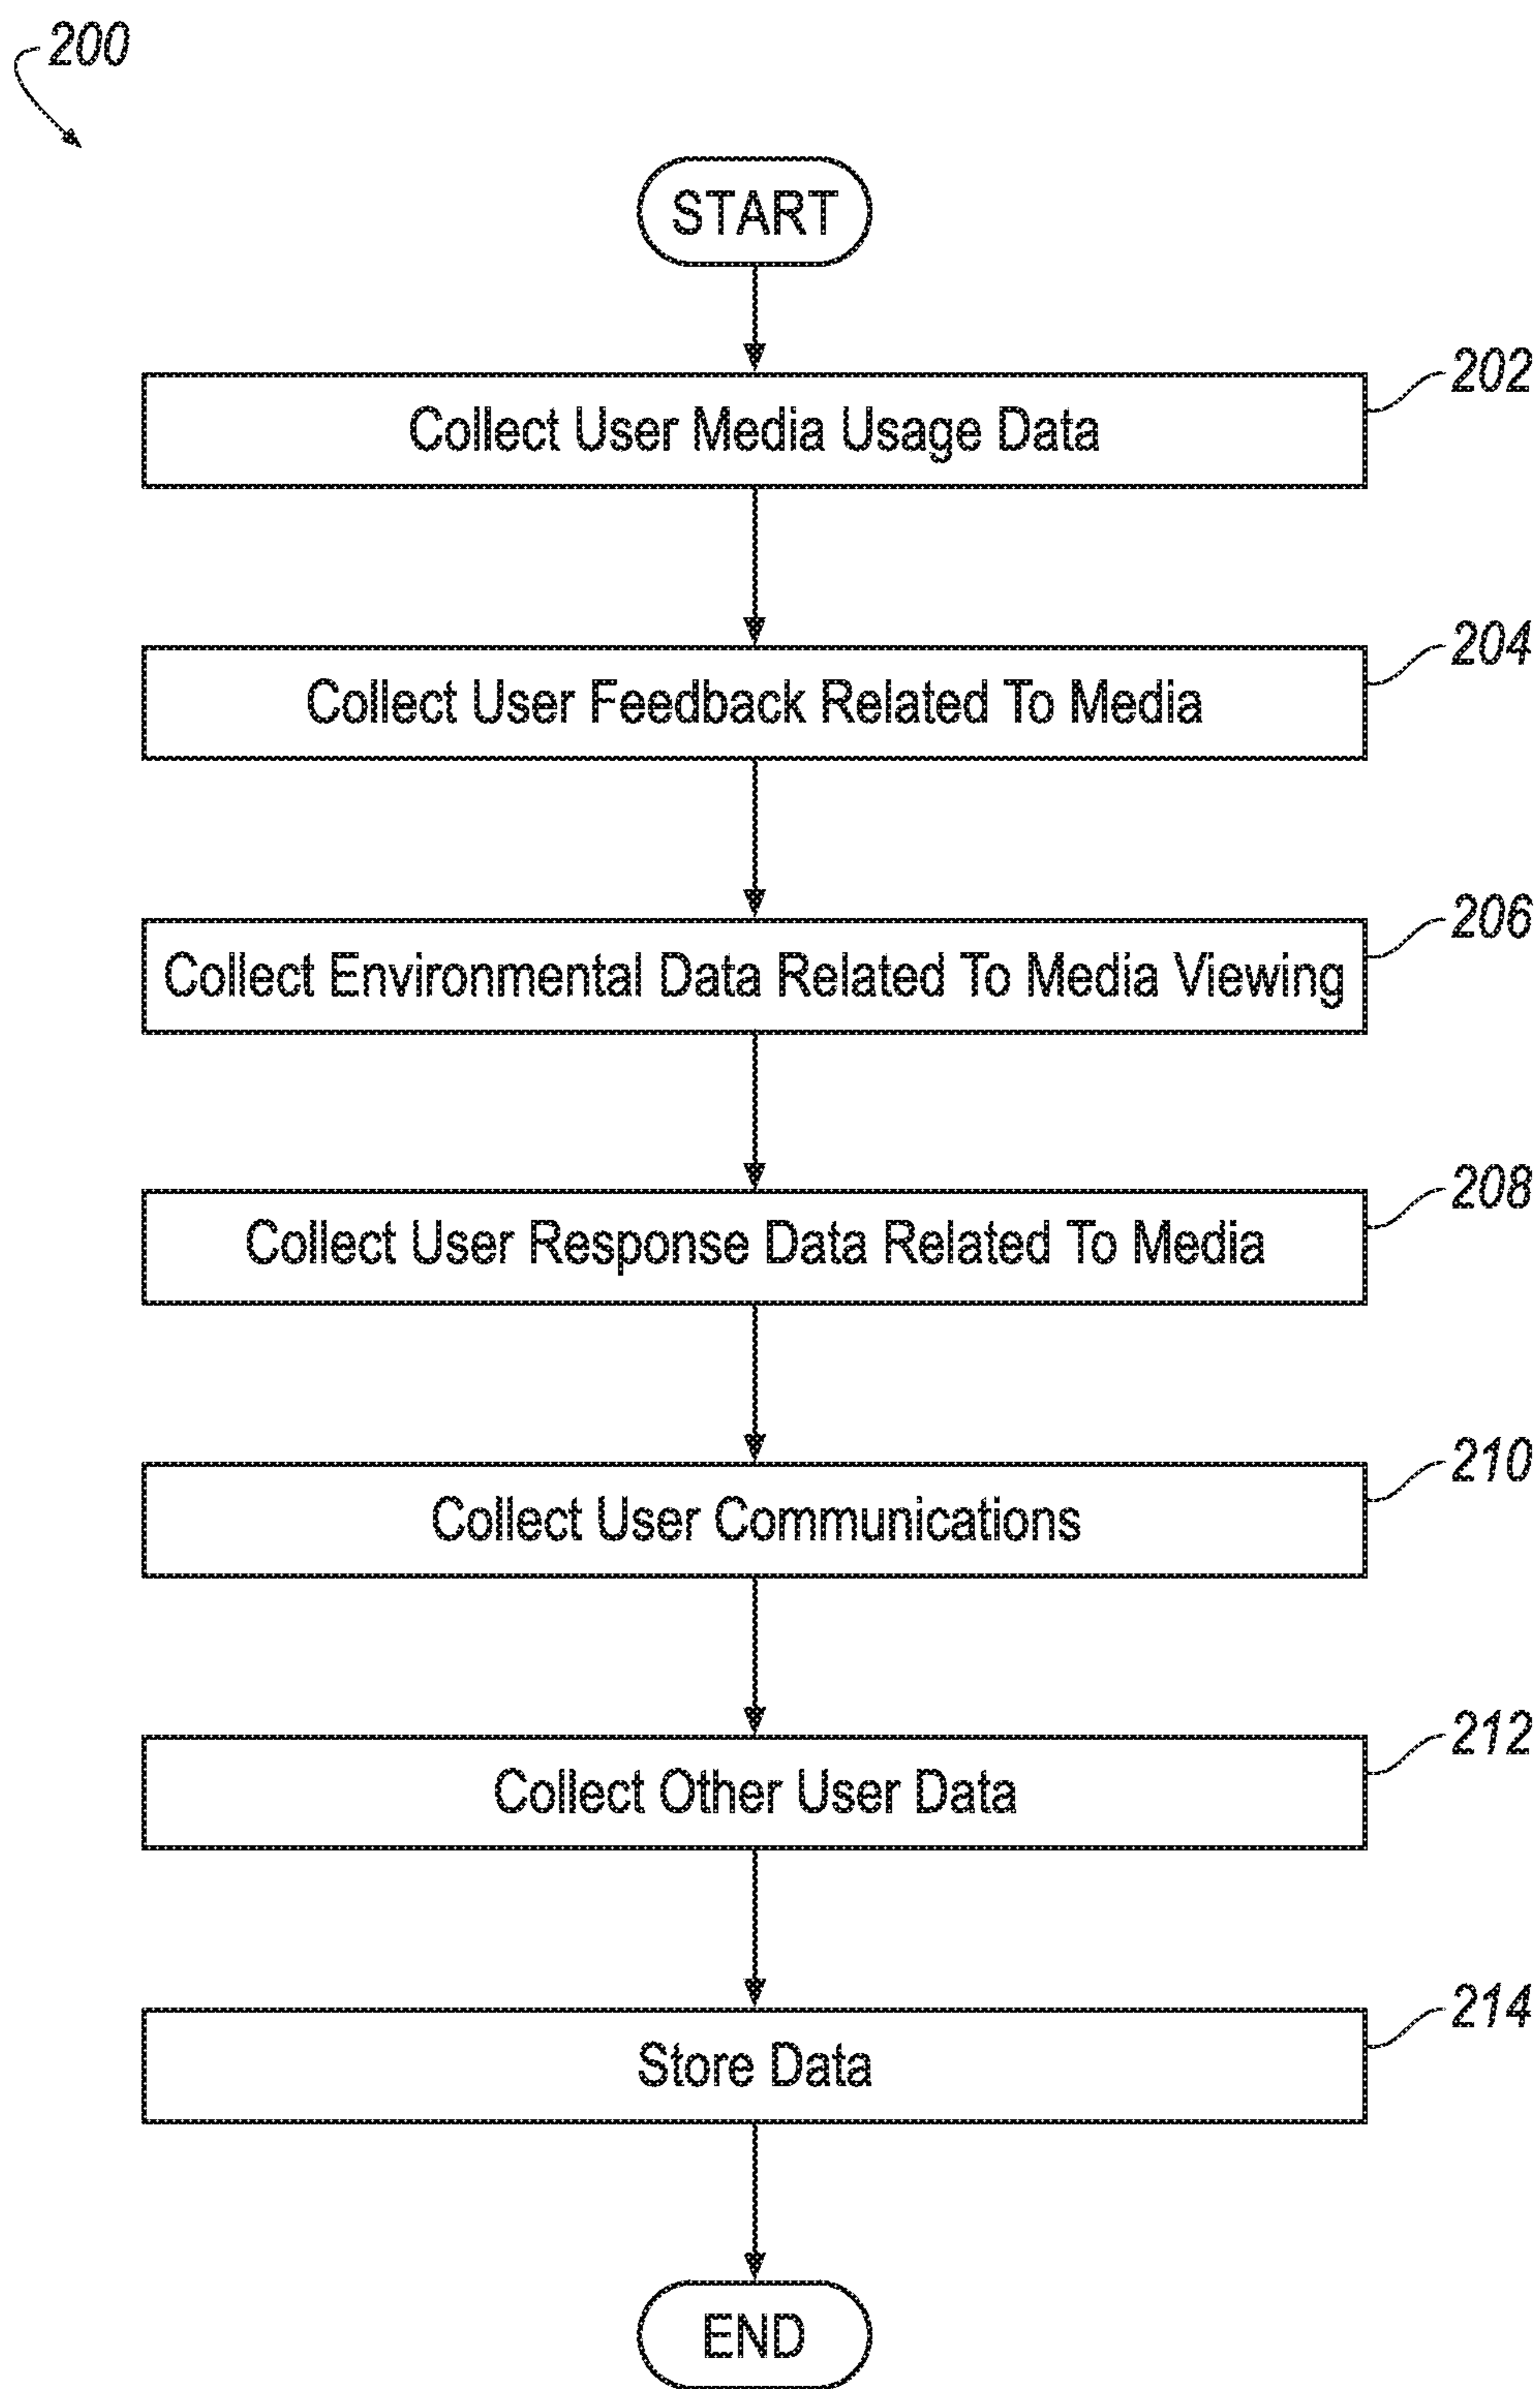 200
START
202
Collect User Media Usage Data
204
Collect User Feedback Related To Media
206
Collect Environmental Data Related To Media Viewing
208
Collect User Response Data Related To Media
210
Collect User Communications
212
Collect Other User Data
214
Store Data
END